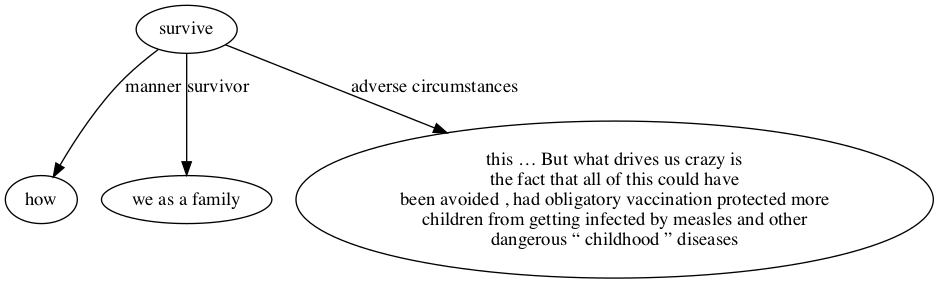 survive
manner
survivor
adverse circumstances
how
we as a family
this … But what drives us crazy is
the fact that all of this could have
been avoided , had obligatory vaccination protected more
children from getting infected by measles and other
dangerous “ childhood ” diseases